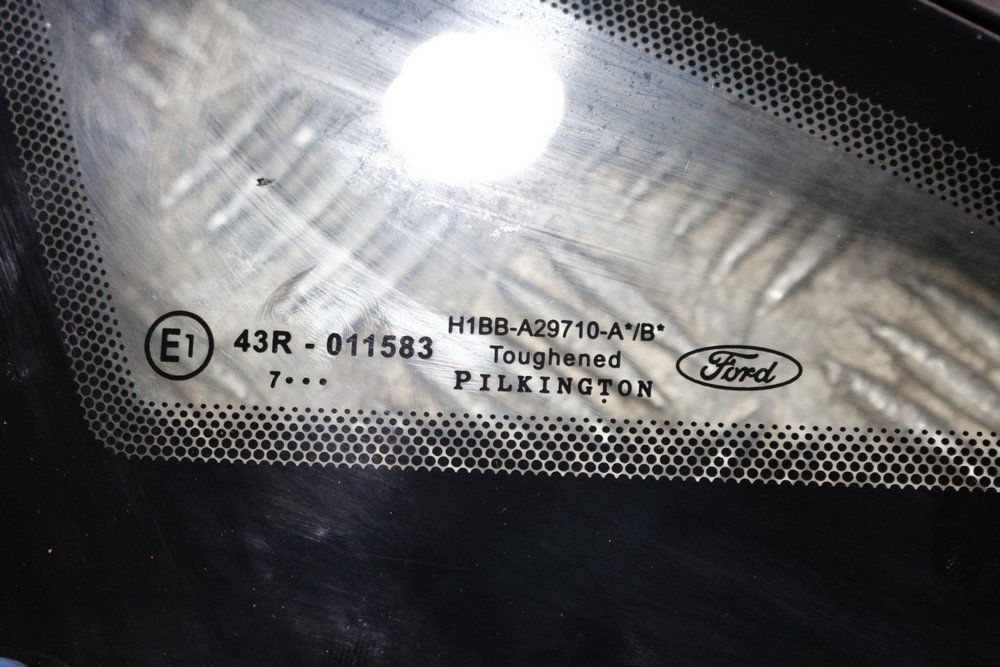 E1 43R - 011583
7•••
H1BB-A29710-A*/B*
Toughened
PILKINGTON
Ford